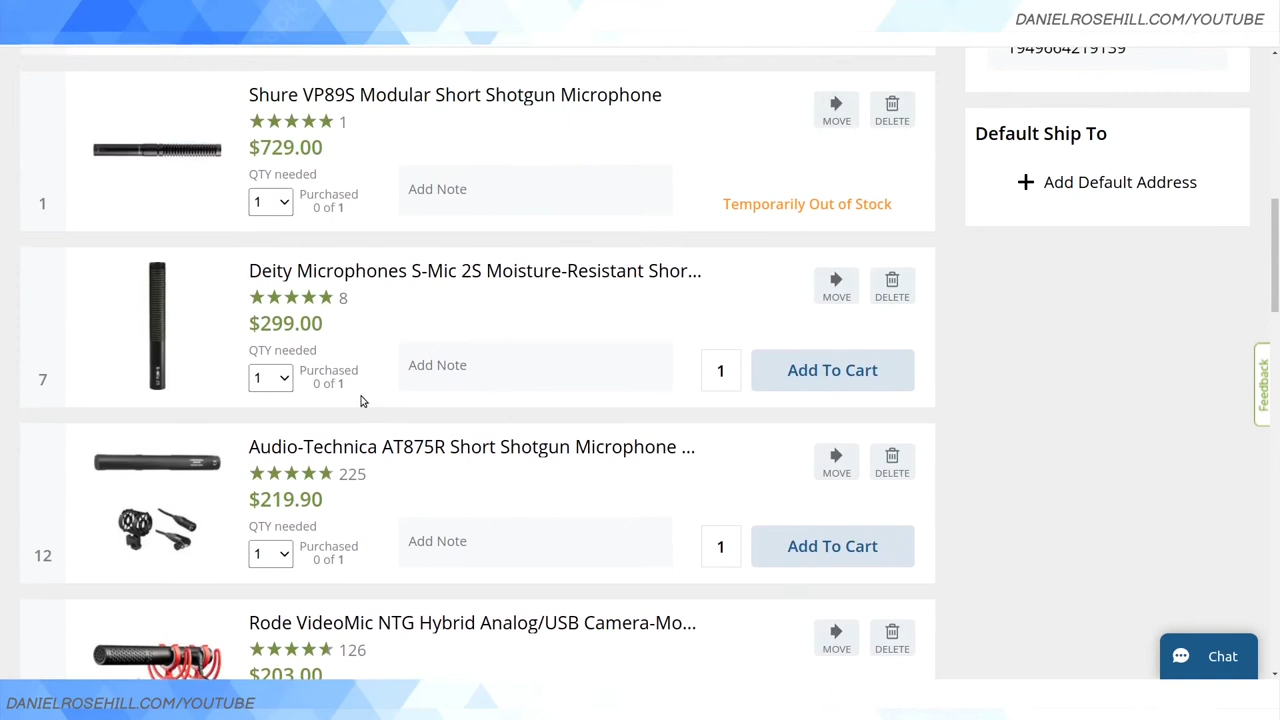 DANIELROSEHILL.COM/YOUTUBE
1949664219139
Shure VP89S Modular Short Shotgun Microphone
1
$729.00
QTY needed
1
Purchased
0 of 1
Add Note
MOVE
DELETE
Temporarily Out of Stock
1
Default Ship To
+ Add Default Address
Deity Microphones S-Mic 2S Moisture-Resistant Shor...
8
$299.00
QTY needed
1
Purchased
0 of 1
Add Note
MOVE
DELETE
1
Add To Cart
7
Feedback
Audio-Technica AT875R Short Shotgun Microphone ...
225
$219.90
QTY needed
1
Purchased
0 of 1
Add Note
MOVE
DELETE
1
Add To Cart
12
Rode VideoMic NTG Hybrid Analog/USB Camera-Mo...
126
$203.00
MOVE
DELETE
Chat
DANIELROSEHILL.COM/YOUTUBE